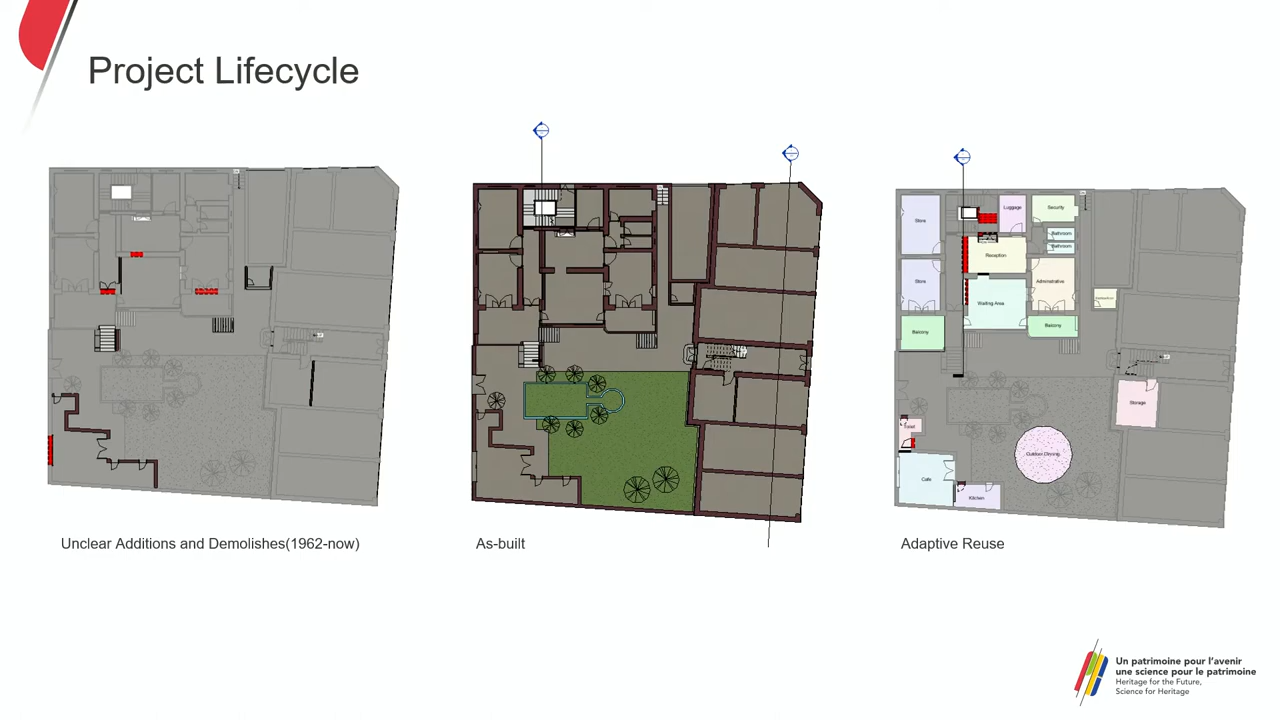 Project Lifecycle
Luggage
Security
Store
Bathroom
Bathroom
Reception
Store
Administrative
Waiting Area
Balcony
Balcony
Storage
Toilet
Outdoor Dinning
Cafe
Kitchen
Unclear Additions and Demolishes(1962-now)
As-built
Adaptive Reuse
Un patrimoine pour l'avenir
une science pour le patrimoine
Heritage for the Future,
Science for Heritage